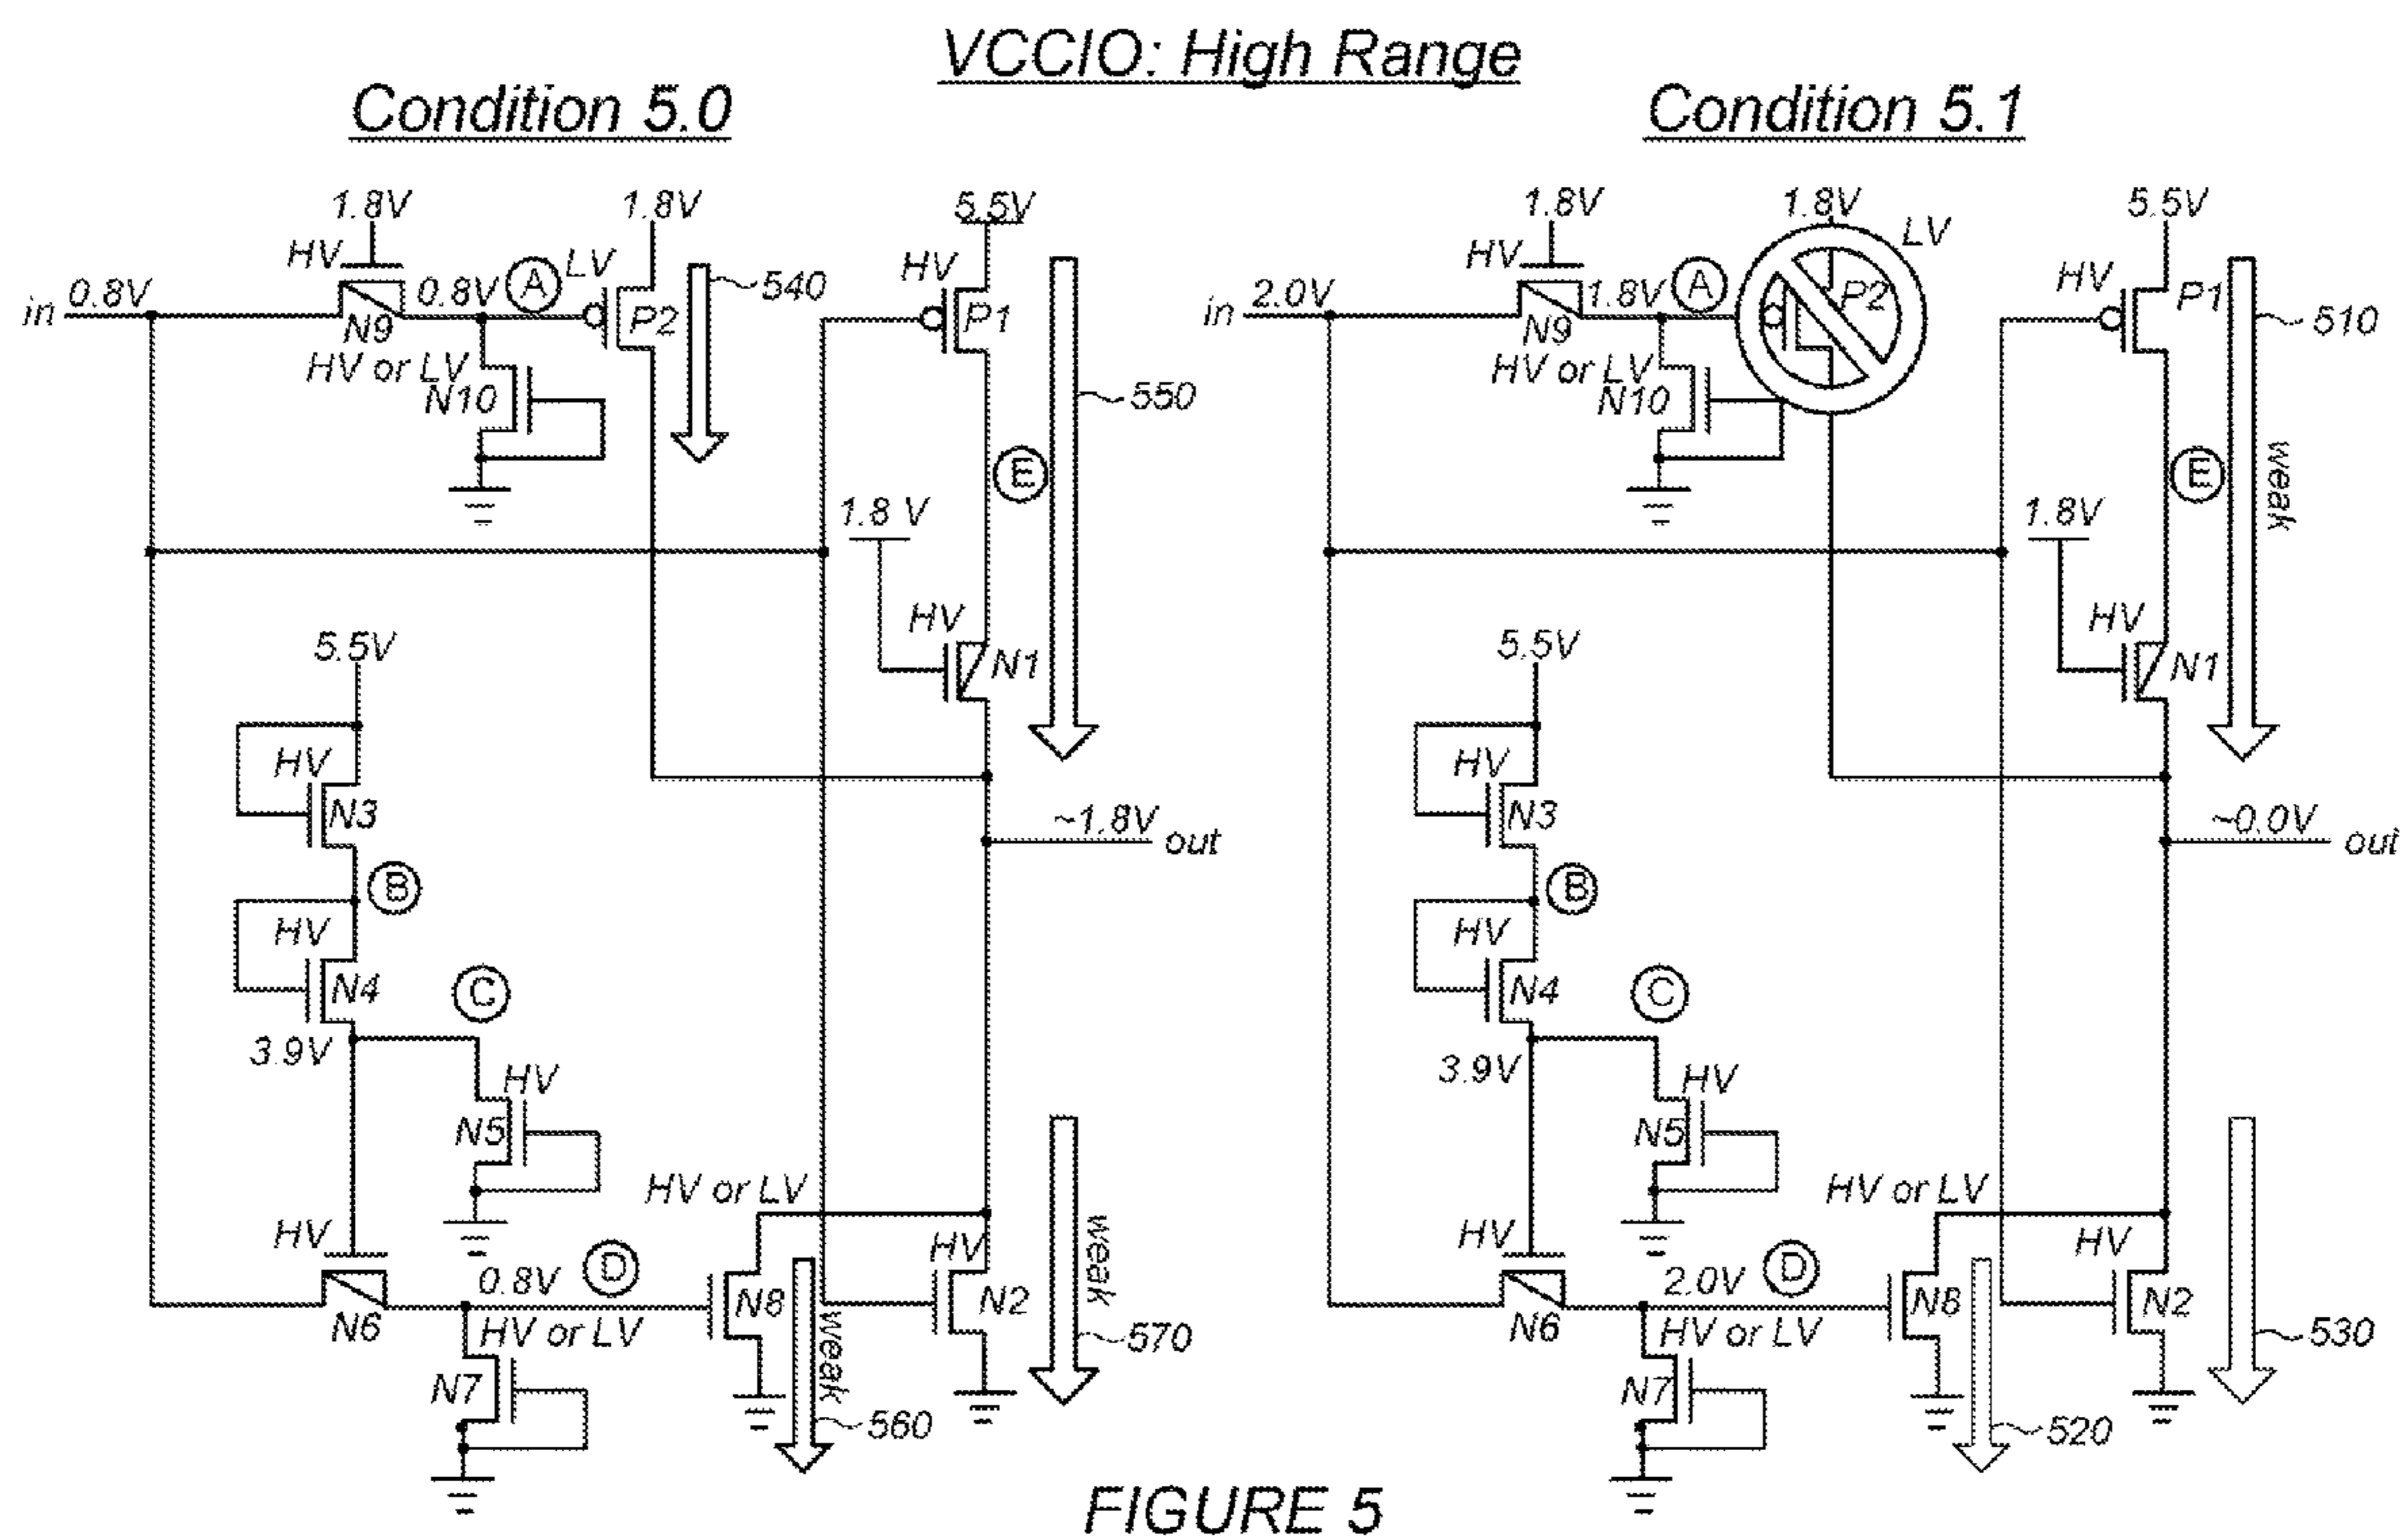 VCCIO: High Range
Condition 5.0
1.8V
1.8V
5.5V
HV
LV
HV
in
0.8V
0.8V
A
N9
P2
P1
540
HV or LV
N10
550
E
1.8 V
HV
N1
5.5V
HV
N3
B
~1.8V
out
HV
N4
C
3.9V
HV
N5
HV or LV
HV
HV
0.8V
D
N8
N2
weak
N6
HV or LV
weak
570
N7
560
Condition 5.1
1.8V
1.8V
5.5V
HV
LV
HV
in
2.0V
1.8V
A
N9
P2
P1
510
HV or LV
N10
E
weak
1.8V
HV
N1
5.5V
HV
N3
B
~0.0V
out
HV
N4
C
3.9V
HV
N5
HV or LV
HV
HV
2.0V
D
N8
N2
N6
HV or LV
530
N7
520
FIGURE 5